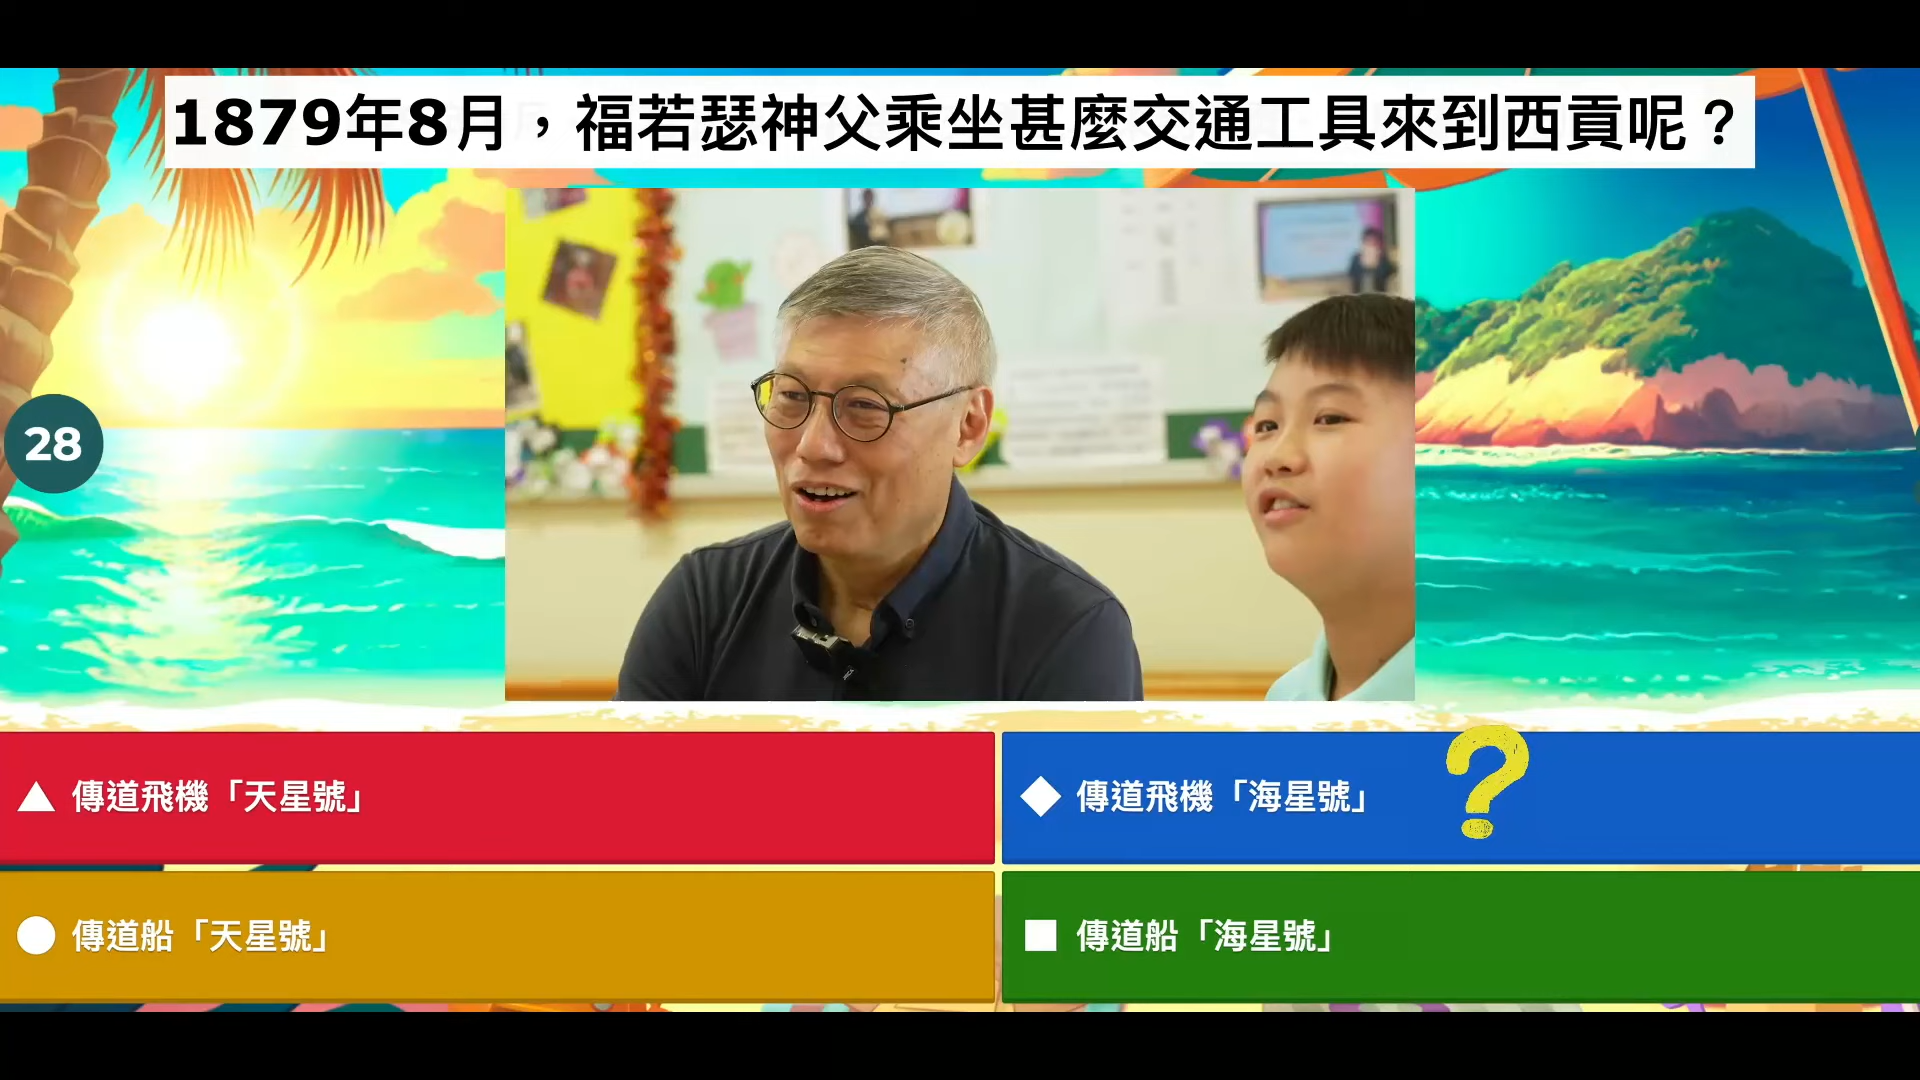 1879年8月，福若瑟神父乘坐甚麼交通工具來到西貢呢？
28
傳道飛機「天星號」
傳道飛機「海星號」
?
傳道船「天星號」
傳道船「海星號」